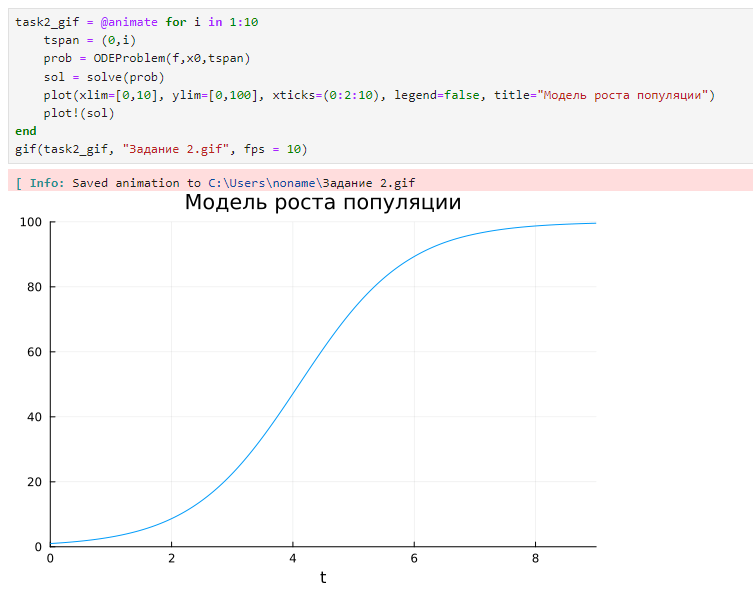 task2_gif = @animate for i in 1:10
    tspan = (0,i)
    prob = ODEProblem(f,x0,tspan)
    sol = solve(prob)
    plot(xlim=[0,10], ylim=[0,100], xticks=(0:2:10), legend=false, title="Модель роста популяции")
    plot!(sol)
end
gif(task2_gif, "Задание 2.gif", fps = 10)
[ Info: Saved animation to C:\Users\noname\Задание 2.gif
Модель роста популяции
100
80
60
40
20
0
0 2 4 6 8
t